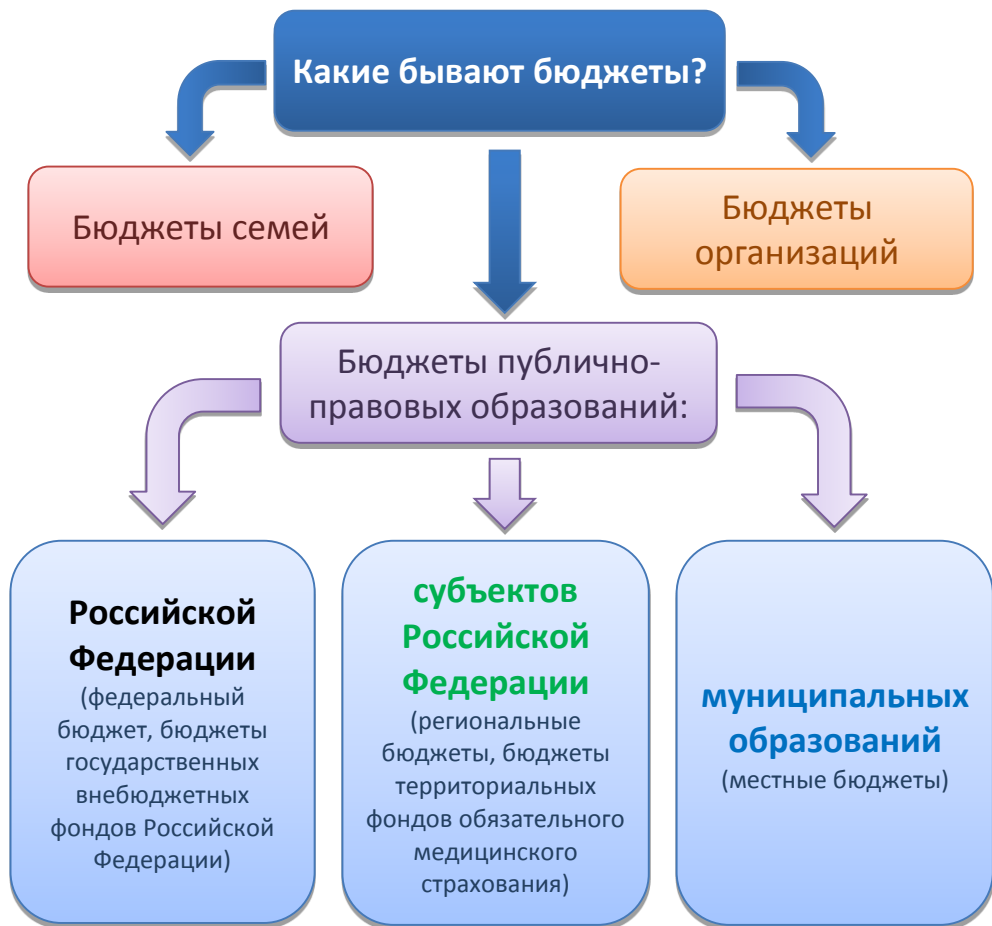 Какие бывают бюджеты?
Бюджеты семей
Бюджеты
организаций
Бюджеты публично-
правовых образований:
Российской
Федерации
(федеральный
бюджет, бюджеты
государственных
внебюджетных
фондов Российской
Федерации)
субъектов
Российской
Федерации
(региональные
бюджеты, бюджеты
территориальных
фондов обязательного
медицинского
страхования)
муниципальных
образований
(местные бюджеты)